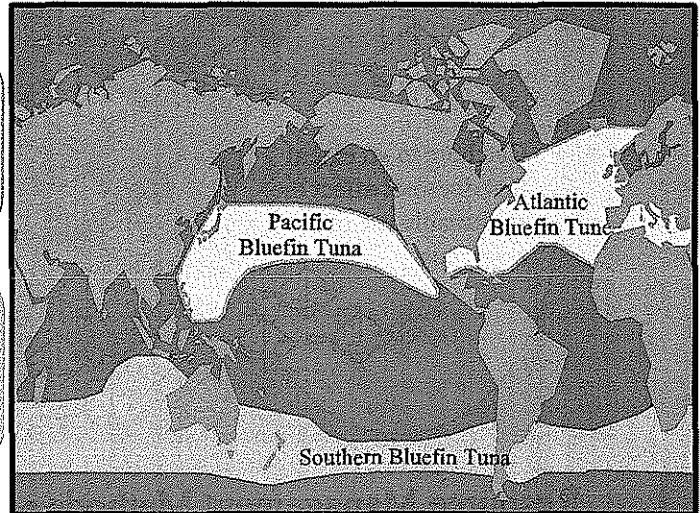 Pacific
Bluefin Tuna
Atlantic
Bluefin Tuna
Southern Bluefin Tuna